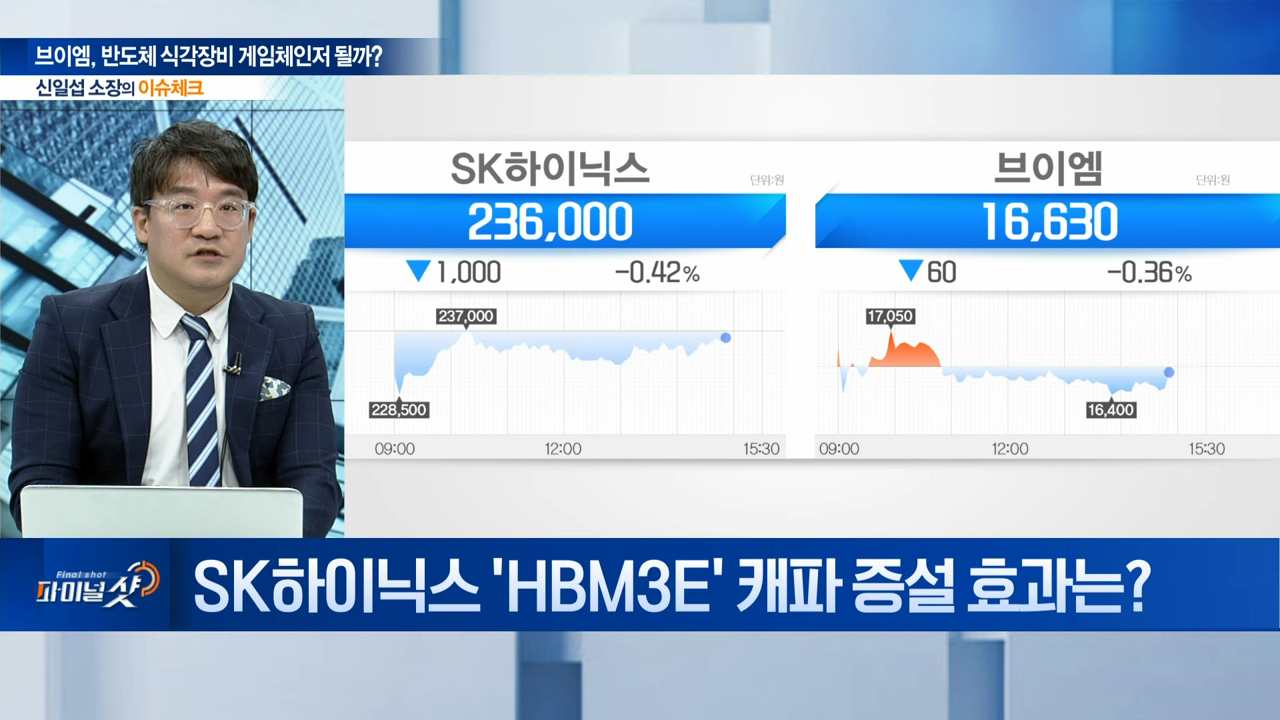 브이엠, 반도체 식각장비 게임체인저 될까?
신일섭 소장의 이슈체크
SK하이닉스
단위:원
236,000
▼1,000 -0.42%
237,000
228,500
09:00 12:00 15:30
브이엠
단위:원
16,630
▼60 -0.36%
17,050
16,400
09:00 12:00 15:30
Final shot
파이널샷
SK하이닉스 'HBM3E' 캐파 증설 효과는?